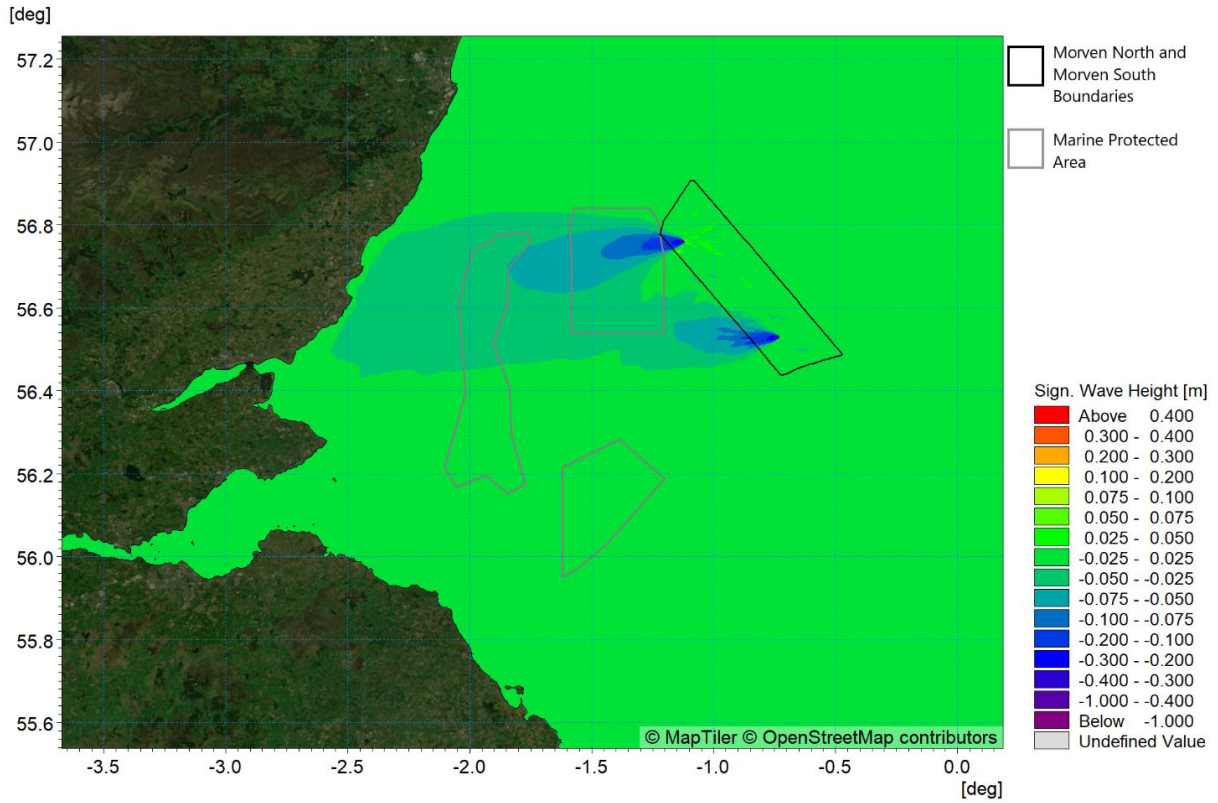 [deg]
57.2
57.0
56.8
56.6
56.4
56.2
56.0
55.8
55.6
-3.5 -3.0 -2.5 -2.0 -1.5 -1.0 -0.5 0.0
[deg]
© MapTiler © OpenStreetMap contributors
Morven North and
Morven South
Boundaries
Marine Protected
Area
Sign. Wave Height [m]
Above 0.400
0.300 - 0.400
0.200 - 0.300
0.100 - 0.200
0.075 - 0.100
0.050 - 0.075
0.025 - 0.050
-0.025 - 0.025
-0.050 - -0.025
-0.075 - -0.050
-0.100 - -0.075
-0.200 - -0.100
-0.300 - -0.200
-0.400 - -0.300
-1.000 - -0.400
Below -1.000
Undefined Value